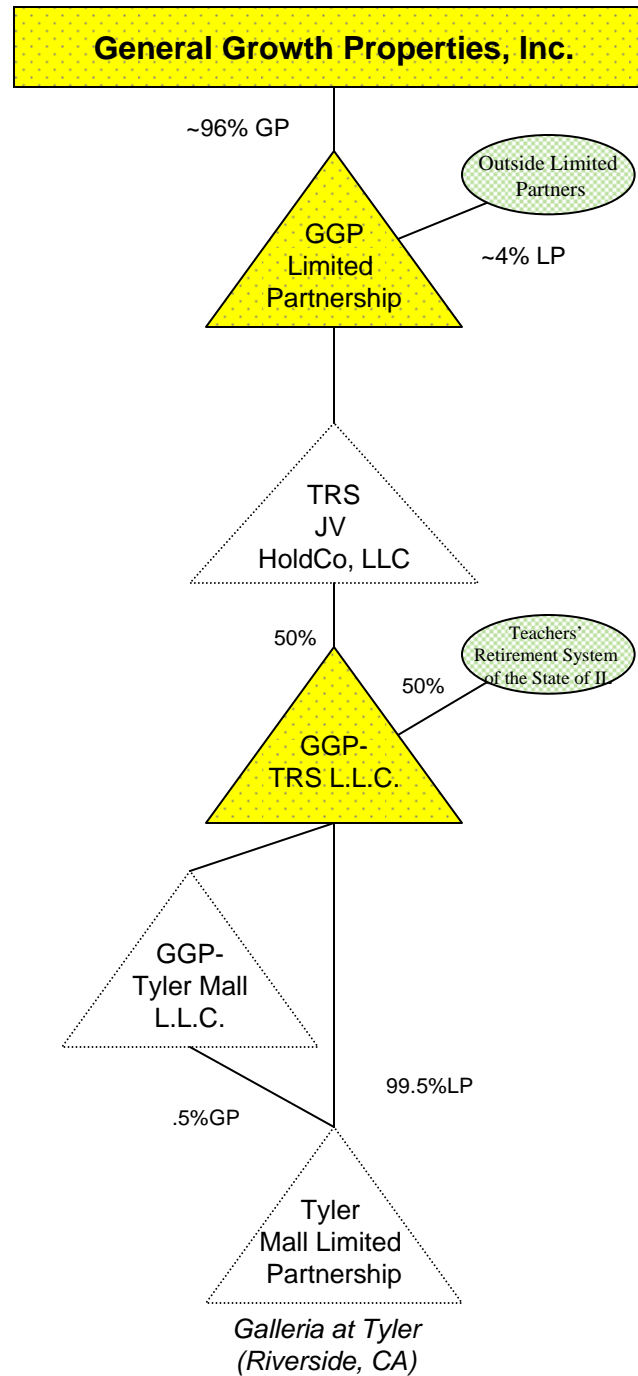 General Growth Properties, Inc.
~96% GP
Outside Limited
Partners
GGP
Limited
Partnership
~4% LP
TRS
JV
HoldCo, LLC
50%
Teachers’
Retirement System
of the State of IL
50%
GGP-
TRS L.L.C.
GGP-
Tyler Mall
L.L.C.
99.5%LP
.5%GP
Tyler
Mall Limited
Partnership
Galleria at Tyler
(Riverside, CA)